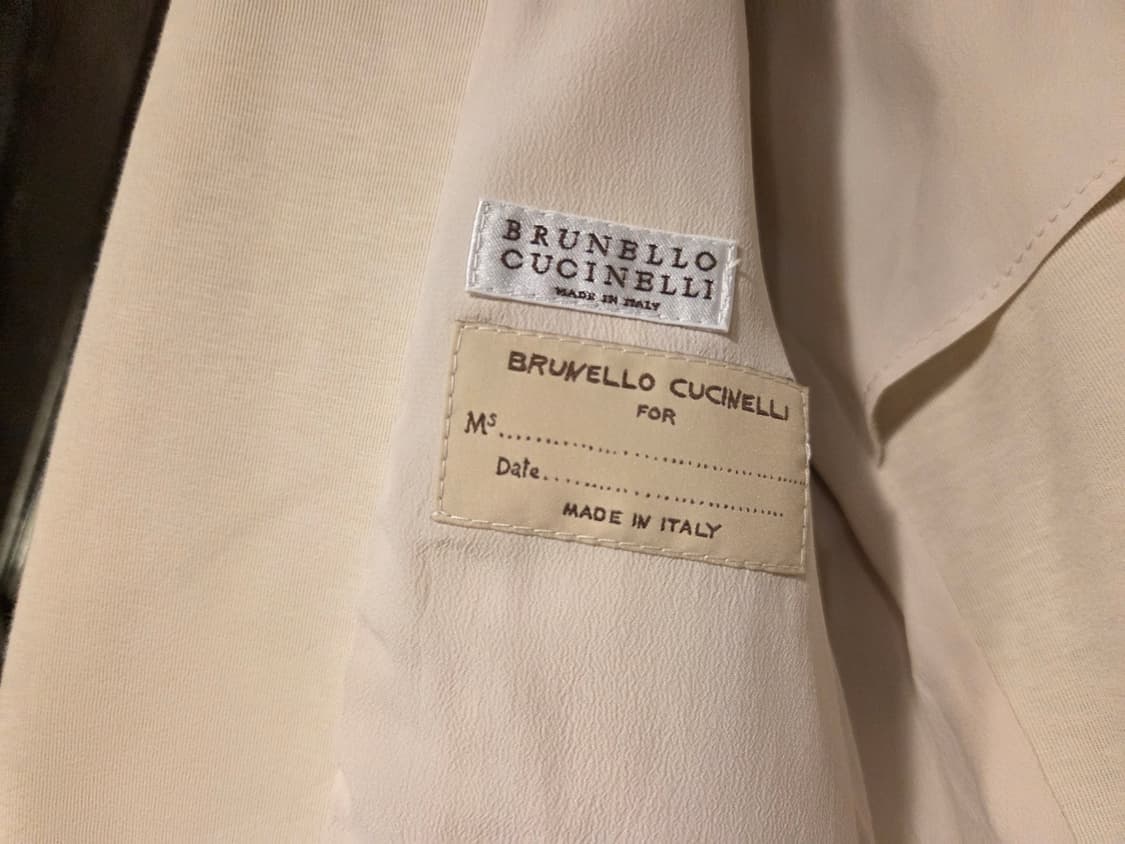 BRUNELLO
CUCINELLI
MADE IN ITALY
BRUNELLO CUCINELLI
FOR
Ms..............................
Date.........................
MADE IN ITALY